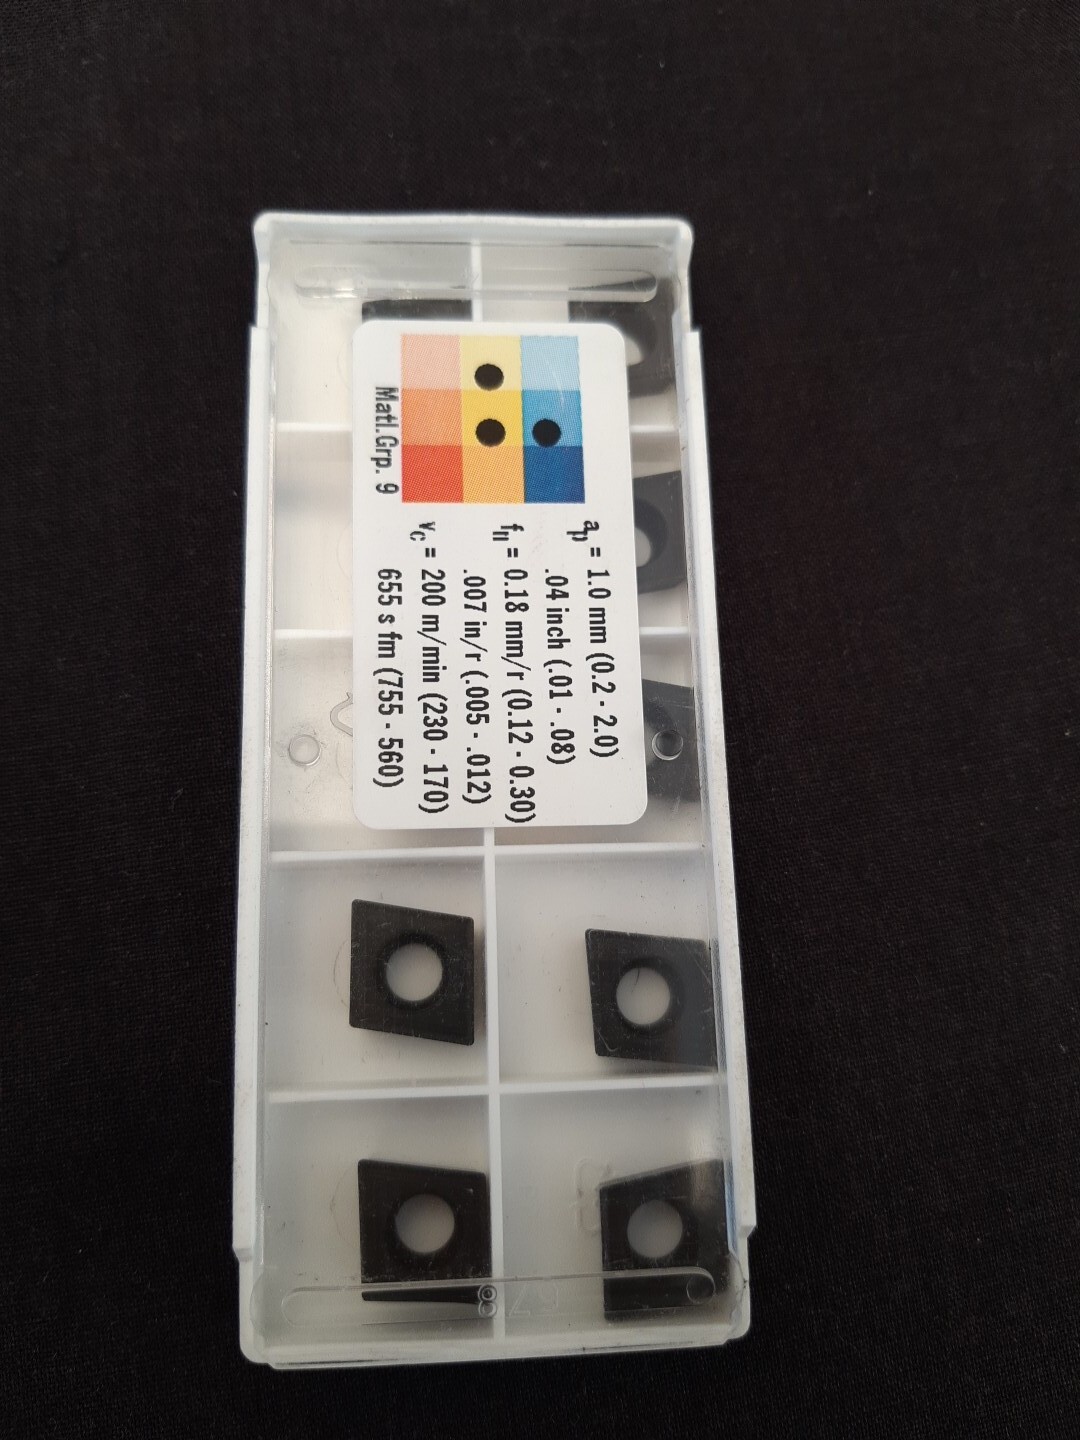 Matl.Grp. 9
aₚ = 1.0 mm (0.2 - 2.0)
.04 inch (.01 - .08)
fₙ = 0.18 mm/r (0.12 - 0.30)
.007 in/r (.005 - .012)
v꜀ = 200 m/min (230 - 170)
655 s fm (755 - 560)